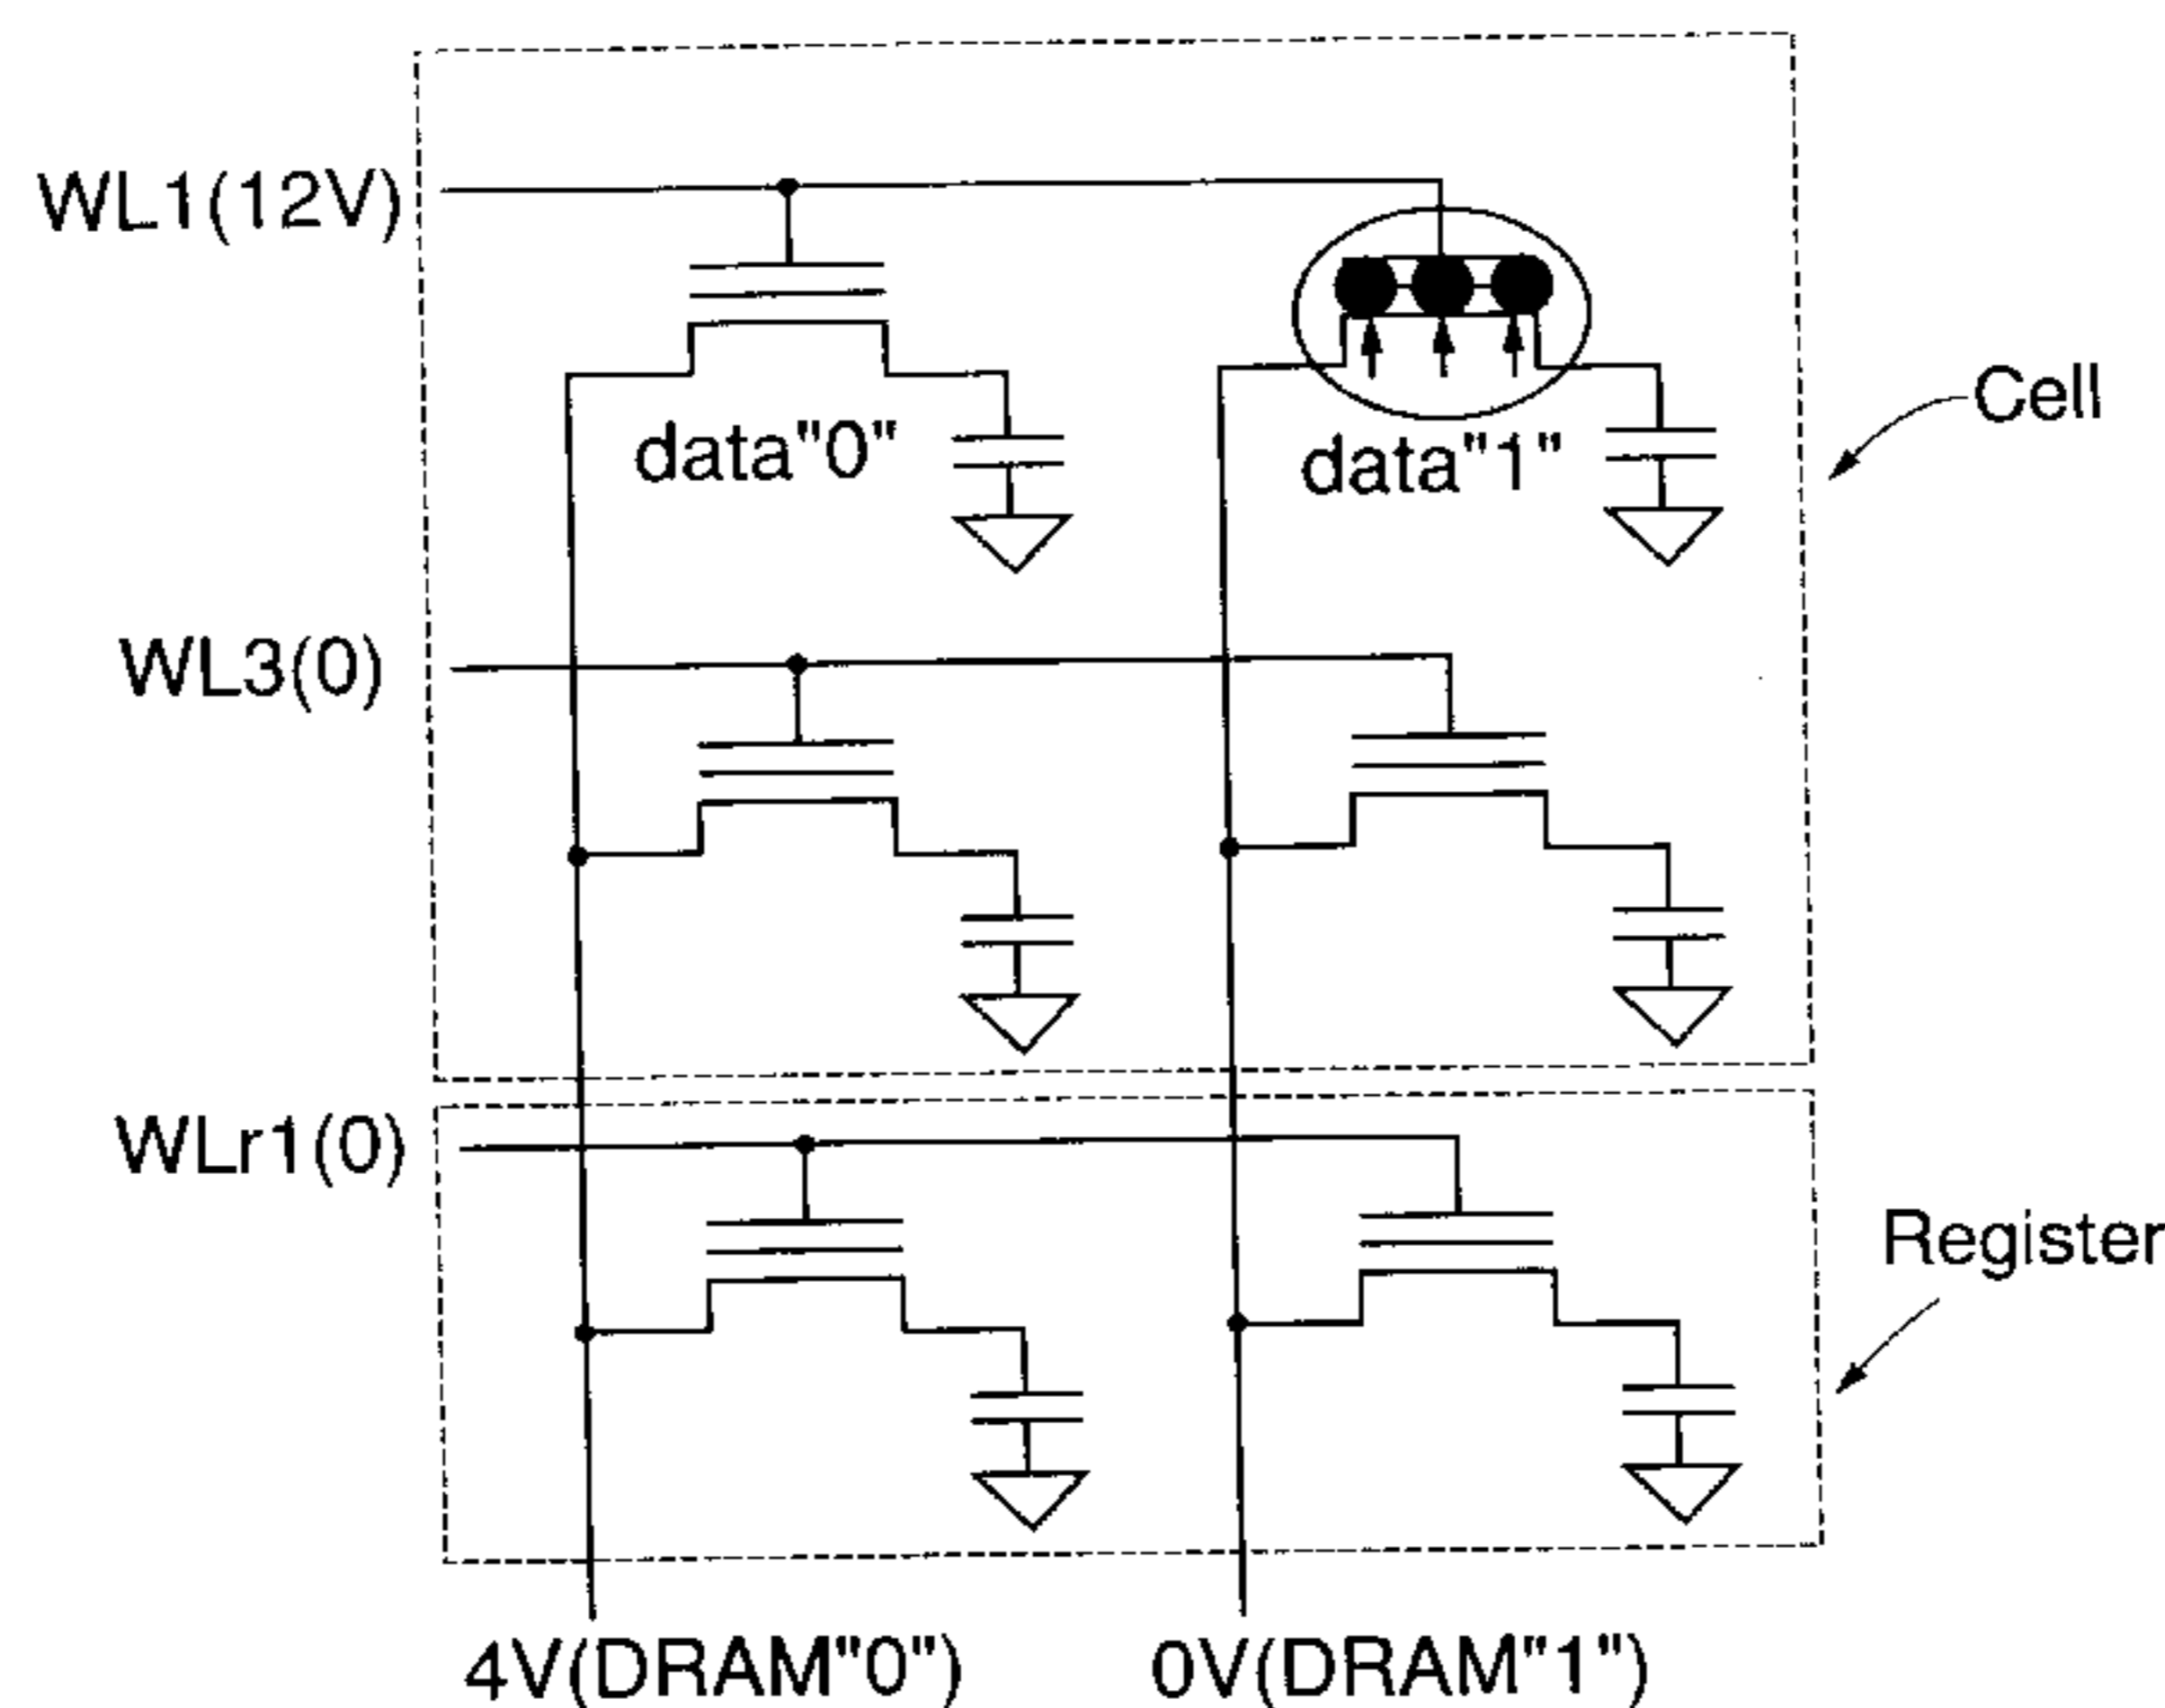 WL1(12V)
data"0"
data"1"
Cell
WL3(0)
WLr1(0)
Register
4V(DRAM"0")
0V(DRAM"1")